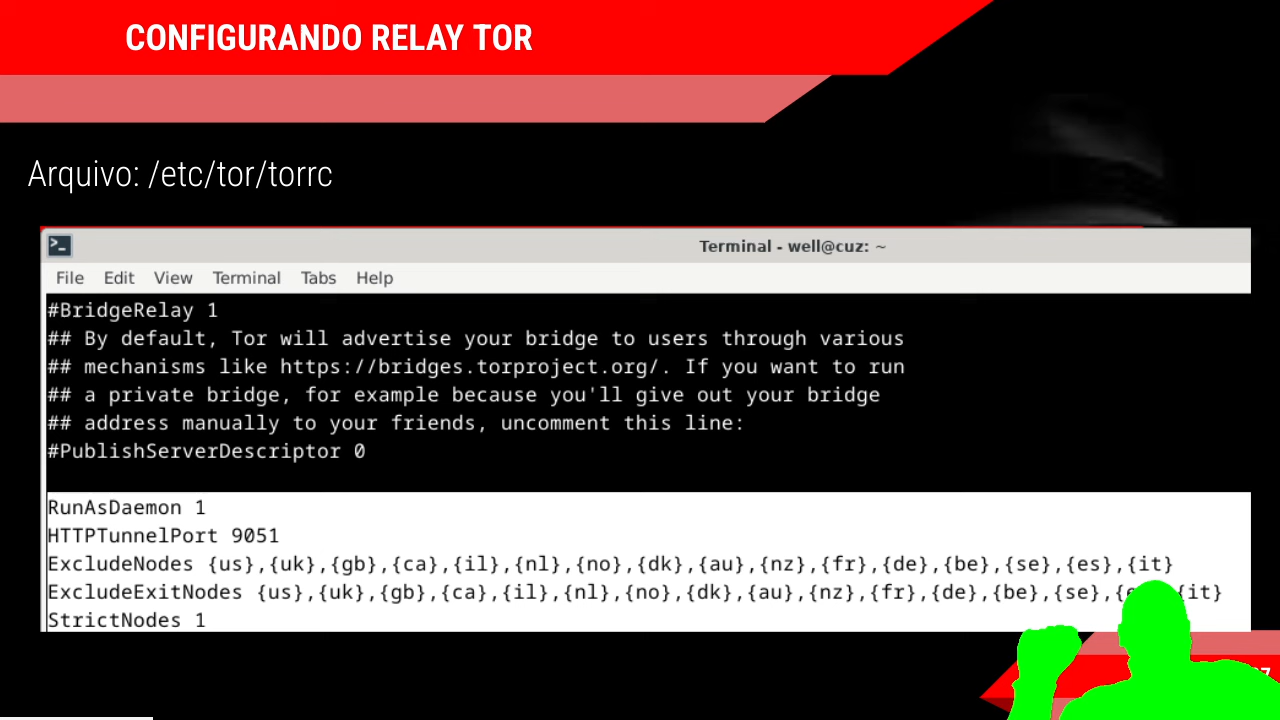 CONFIGURANDO RELAY TOR
Arquivo: /etc/tor/torrc
Terminal - well@cuz: ~
File Edit View Terminal Tabs Help
#BridgeRelay 1
## By default, Tor will advertise your bridge to users through various
## mechanisms like https://bridges.torproject.org/. If you want to run
## a private bridge, for example because you'll give out your bridge
## address manually to your friends, uncomment this line:
#PublishServerDescriptor 0
RunAsDaemon 1
HTTPTunnelPort 9051
ExcludeNodes {us},{uk},{gb},{ca},{il},{nl},{no},{dk},{au},{nz},{fr},{de},{be},{se},{es},{it}
ExcludeExitNodes {us},{uk},{gb},{ca},{il},{nl},{no},{dk},{au},{nz},{fr},{de},{be},{se}, {it}
StrictNodes 1